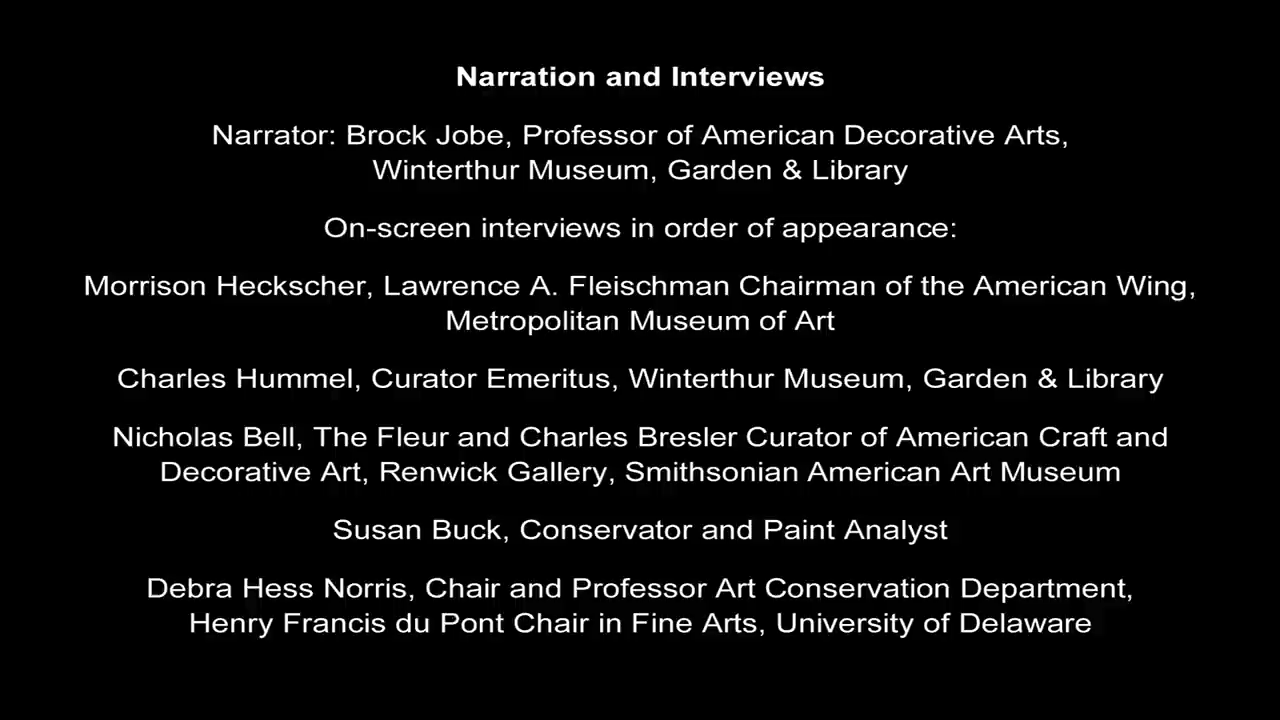 Narration and Interviews
Narrator: Brock Jobe, Professor of American Decorative Arts,
Winterthur Museum, Garden & Library
On-screen interviews in order of appearance:
Morrison Heckscher, Lawrence A. Fleischman Chairman of the American Wing,
Metropolitan Museum of Art
Charles Hummel, Curator Emeritus, Winterthur Museum, Garden & Library
Nicholas Bell, The Fleur and Charles Bresler Curator of American Craft and
Decorative Art, Renwick Gallery, Smithsonian American Art Museum
Susan Buck, Conservator and Paint Analyst
Debra Hess Norris, Chair and Professor Art Conservation Department,
Henry Francis du Pont Chair in Fine Arts, University of Delaware